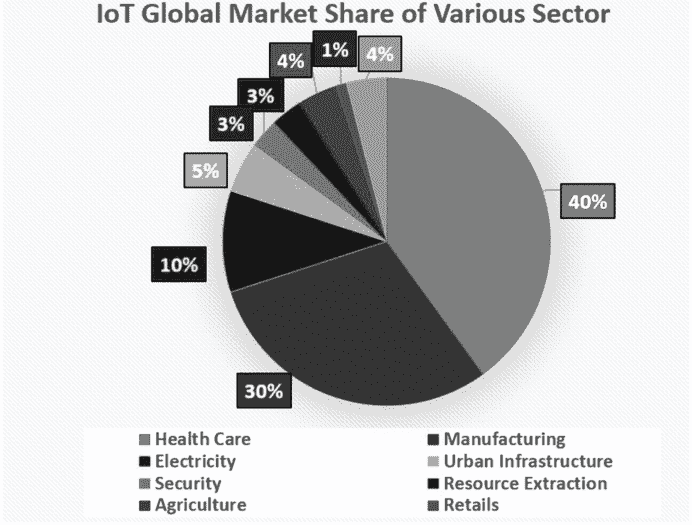 IoT Global Market Share of Various Sector
4%
1%
4%
3%
3%
5%
40%
10%
30%
Health Care
Manufacturing
Electricity
Urban Infrastructure
Security
Resource Extraction
Agriculture
Retails